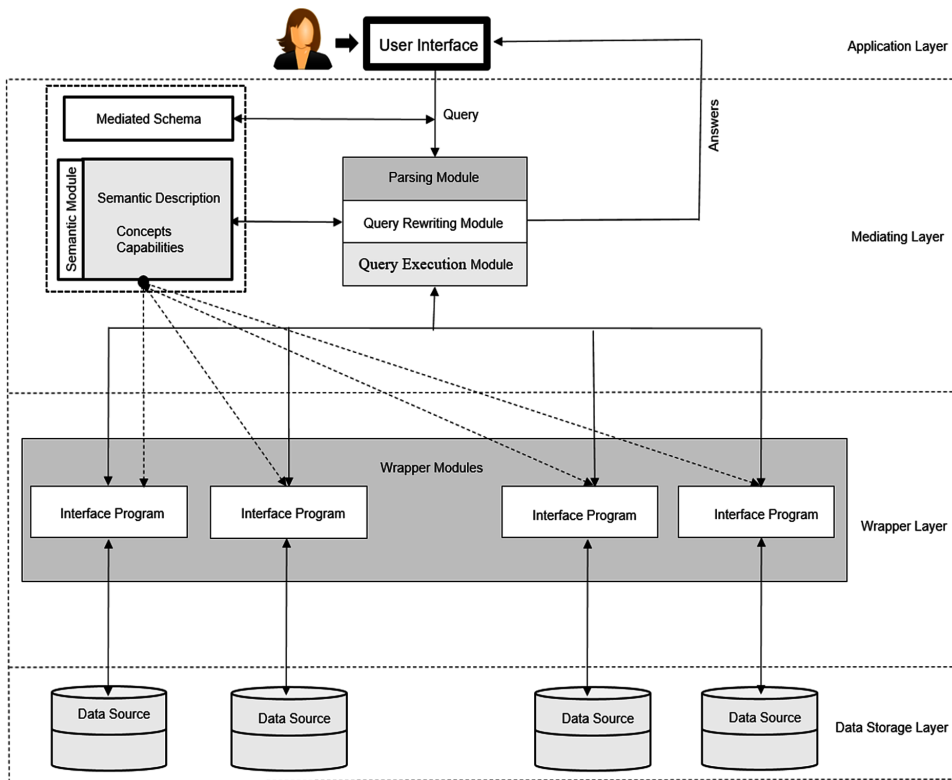 User Interface
Application Layer
Mediated Schema
Query
Answers
Parsing Module
Semantic Module
Semantic Description
Concepts
Capabilities
Query Rewriting Module
Query Execution Module
Mediating Layer
Wrapper Modules
Interface Program
Interface Program
Interface Program
Interface Program
Wrapper Layer
Data Source
Data Source
Data Source
Data Source
Data Storage Layer